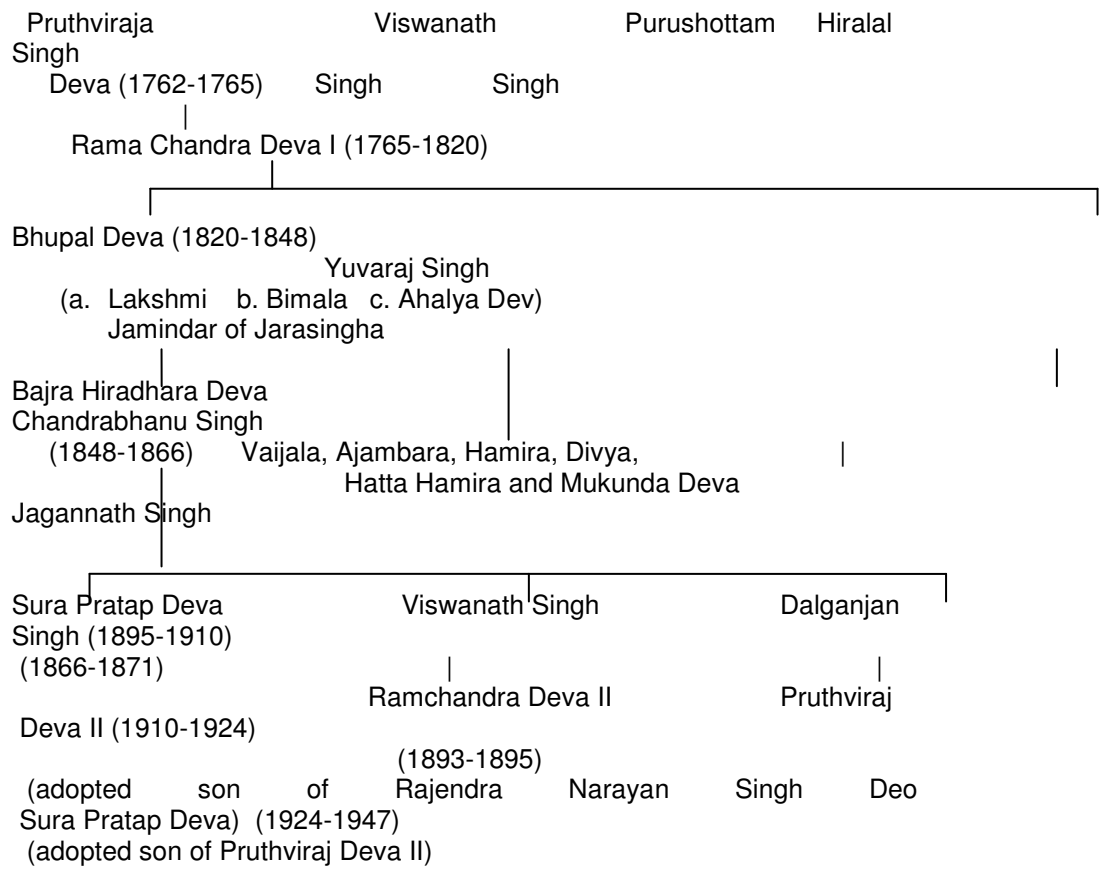 Pruthviraja Viswanath Purushottam Hiralal
Singh
Deva (1762-1765) Singh Singh
|
Rama Chandra Deva I (1765-1820)
Bhupal Deva (1820-1848)
Yuvaraj Singh
(a. Lakshmi b. Bimala c. Ahalya Dev)
Jamindar of Jarasingha
Bajra Hiradhara Deva
Chandrabhanu Singh
(1848-1866) Vaijala, Ajambara, Hamira, Divya, |
Hatta Hamira and Mukunda Deva
Jagannath Singh
Sura Pratap Deva Viswanath Singh Dalganjan
Singh (1895-1910)
(1866-1871) | |
Ramchandra Deva II Pruthviraj
Deva II (1910-1924)
(1893-1895)
(adopted son of Rajendra Narayan Singh Deo
Sura Pratap Deva) (1924-1947)
(adopted son of Pruthviraj Deva II)